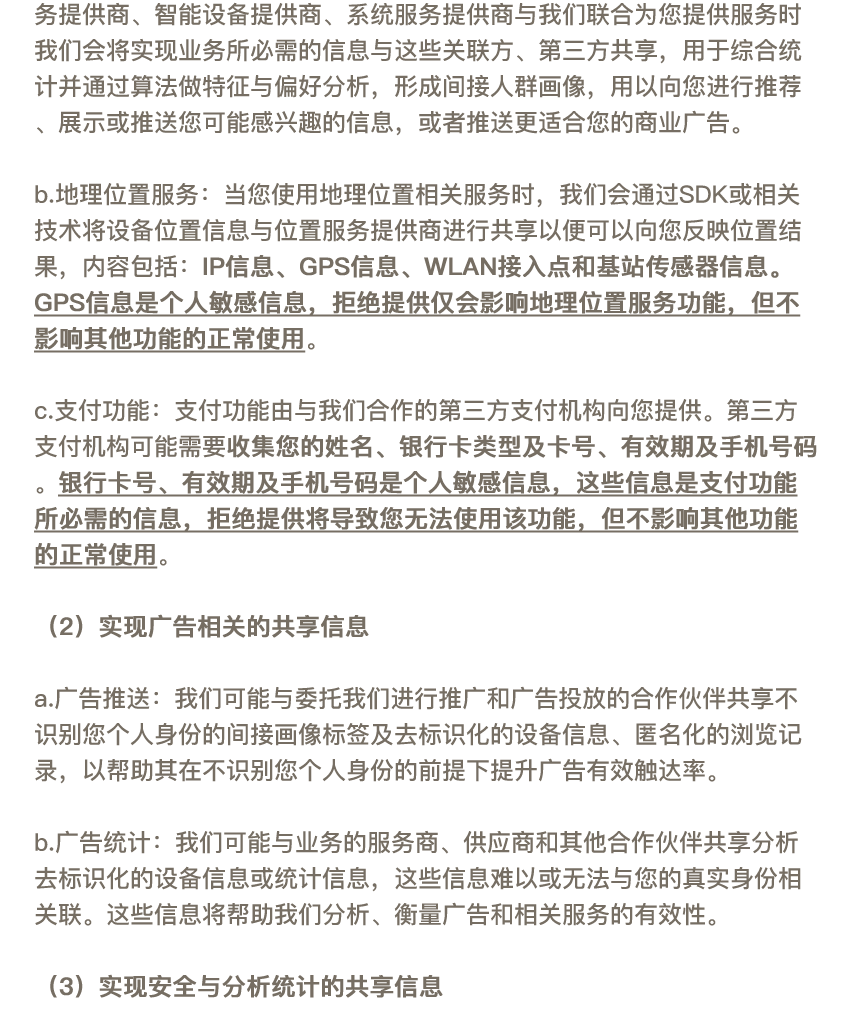 务提供商、智能设备提供商、系统服务提供商与我们联合为您提供服务时
我们会将实现业务所必需的信息与这些关联方、第三方共享，用于综合统
计并通过算法做特征与偏好分析，形成间接人群画像，用以向您进行推荐
、展示或推送您可能感兴趣的信息，或者推送更适合您的商业广告。
b.地理位置服务：当您使用地理位置相关服务时，我们会通过SDK或相关
技术将设备位置信息与位置服务提供商进行共享以便可以向您反映位置结
果，内容包括：IP信息、GPS信息、WLAN接入点和基站传感器信息。
GPS信息是个人敏感信息，拒绝提供仅会影响地理位置服务功能，但不
影响其他功能的正常使用。
c.支付功能：支付功能由与我们合作的第三方支付机构向您提供。第三方
支付机构可能需要收集您的姓名、银行卡类型及卡号、有效期及手机号码
。银行卡号、有效期及手机号码是个人敏感信息，这些信息是支付功能
所必需的信息，拒绝提供将导致您无法使用该功能，但不影响其他功能
的正常使用。
（2）实现广告相关的共享信息
a.广告推送：我们可能与委托我们进行推广和广告投放的合作伙伴共享不
识别您个人身份的间接画像标签及去标识化的设备信息、匿名化的浏览记
录，以帮助其在不识别您个人身份的前提下提升广告有效触达率。
b.广告统计：我们可能与业务的服务商、供应商和其他合作伙伴共享分析
去标识化的设备信息或统计信息，这些信息难以或无法与您的真实身份相
关联。这些信息将帮助我们分析、衡量广告和相关服务的有效性。
（3）实现安全与分析统计的共享信息